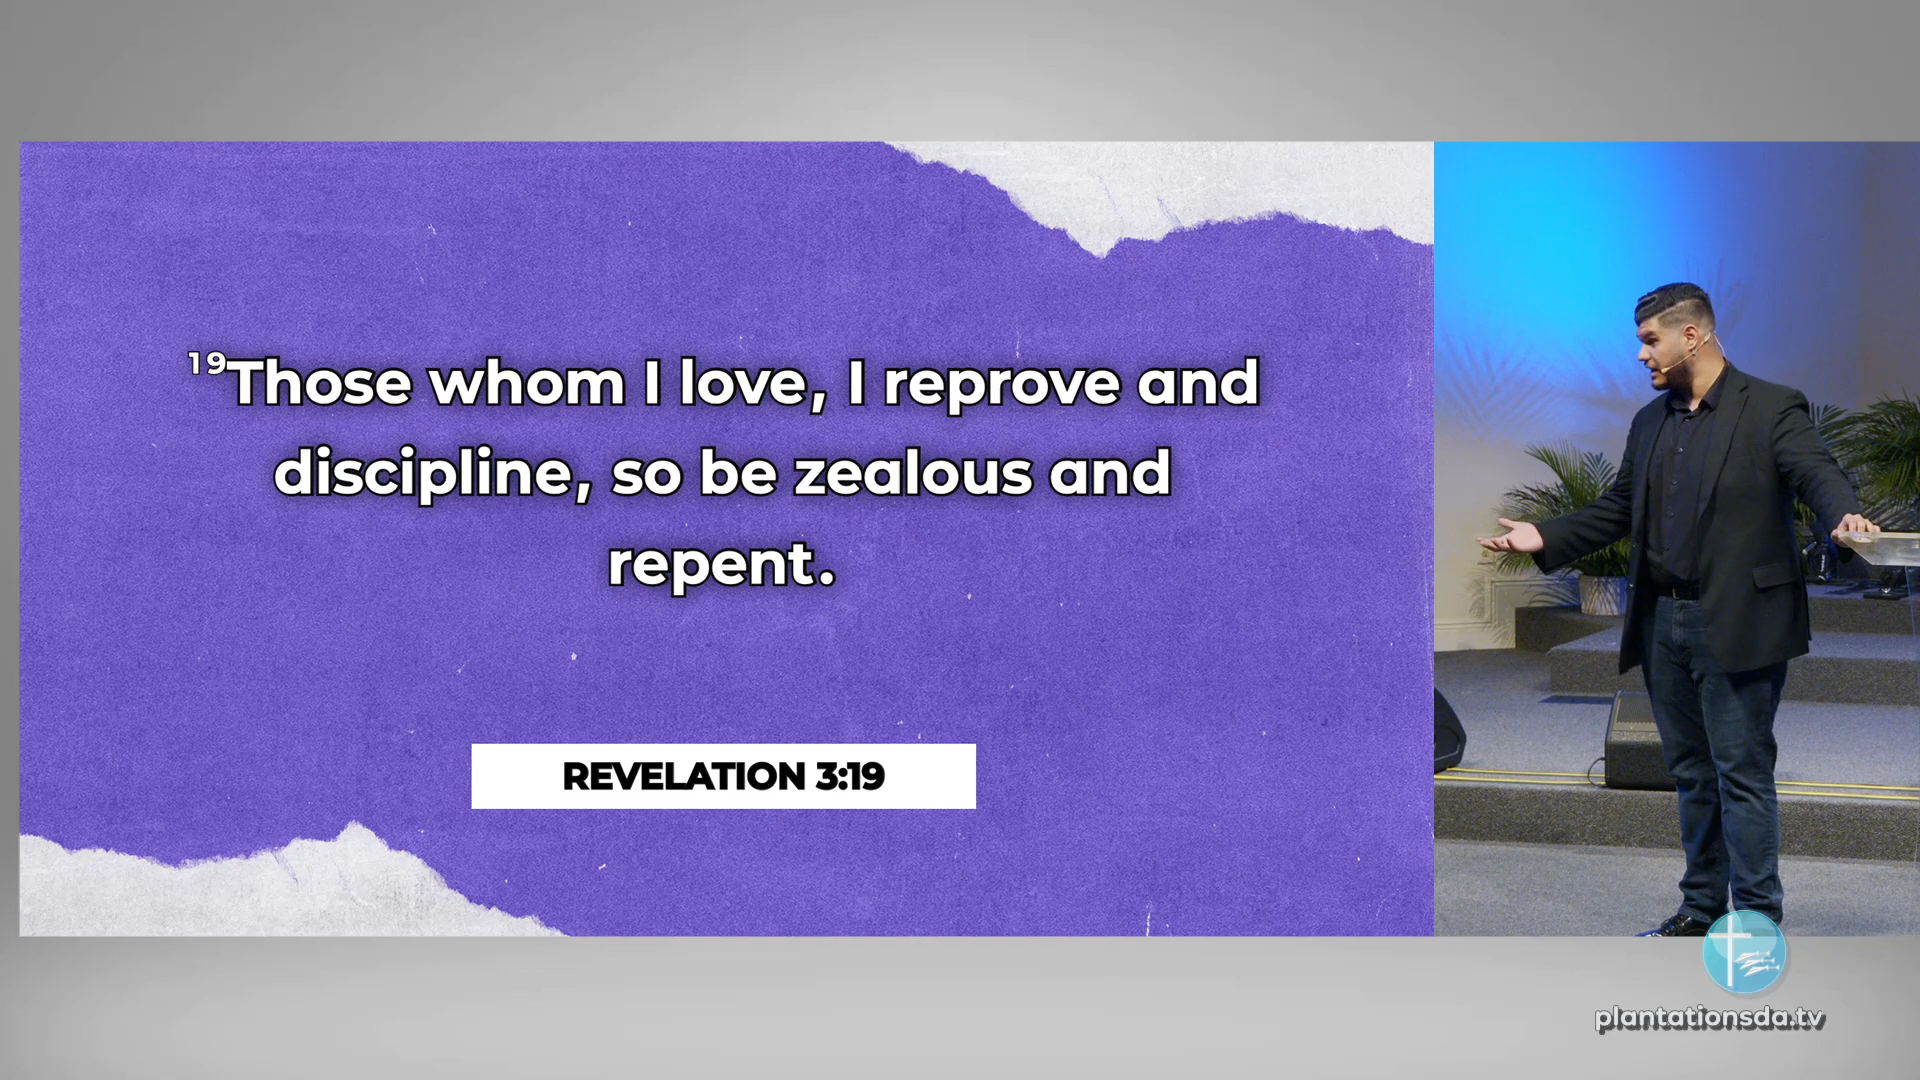 19Those whom I love, I reprove and
discipline, so be zealous and
repent.
REVELATION 3:19
plantationsda.tv